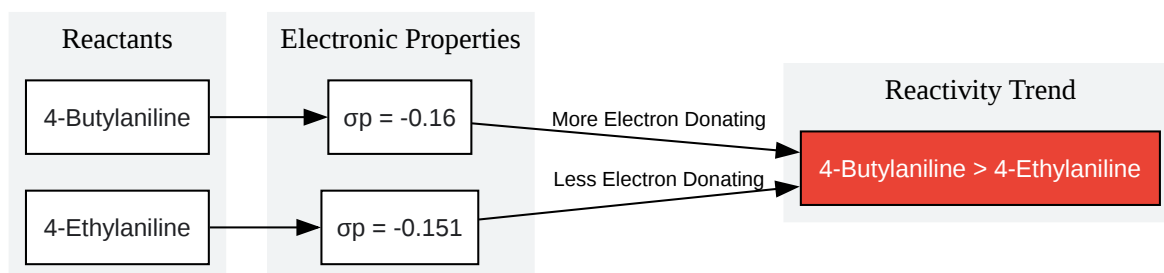 Reactants
Electronic Properties
Reactivity Trend
4-Butylaniline
σp = -0.16
More Electron Donating
4-Butylaniline > 4-Ethylaniline
Less Electron Donating
4-Ethylaniline
σp = -0.151